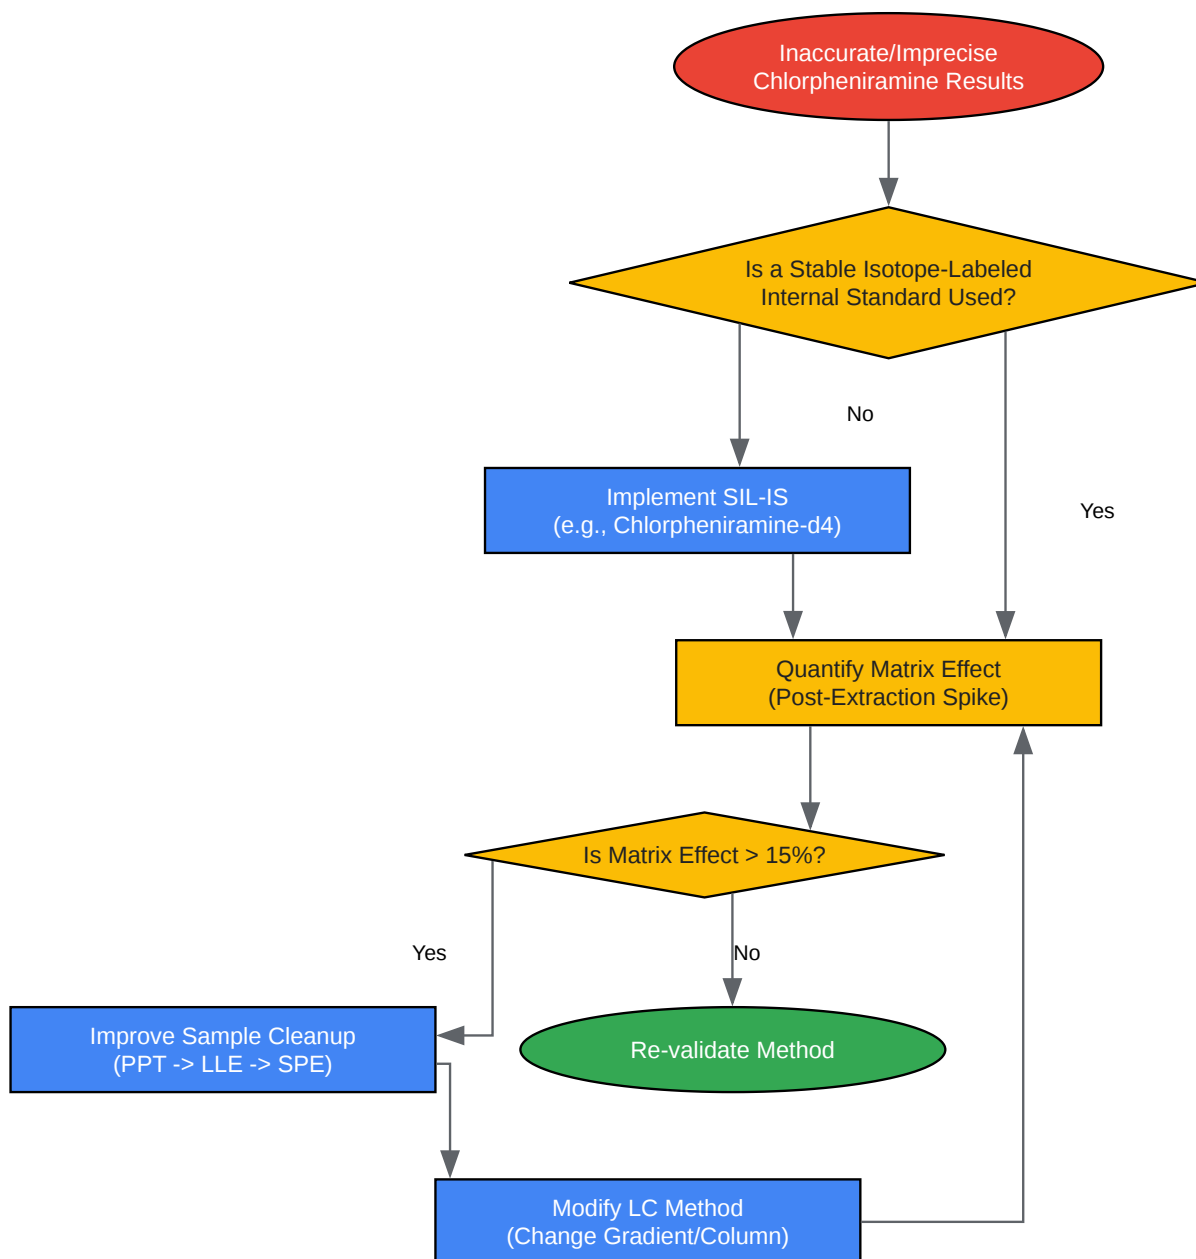 Inaccurate/Imprecise
Chlorpheniramine Results
Is a Stable Isotope-Labeled
Internal Standard Used?
No
Implement SIL-IS
(e.g., Chlorpheniramine-d4)
Yes
Quantify Matrix Effect
(Post-Extraction Spike)
Is Matrix Effect > 15%?
Yes
No
Improve Sample Cleanup
(PPT -> LLE -> SPE)
Re-validate Method
Modify LC Method
(Change Gradient/Column)